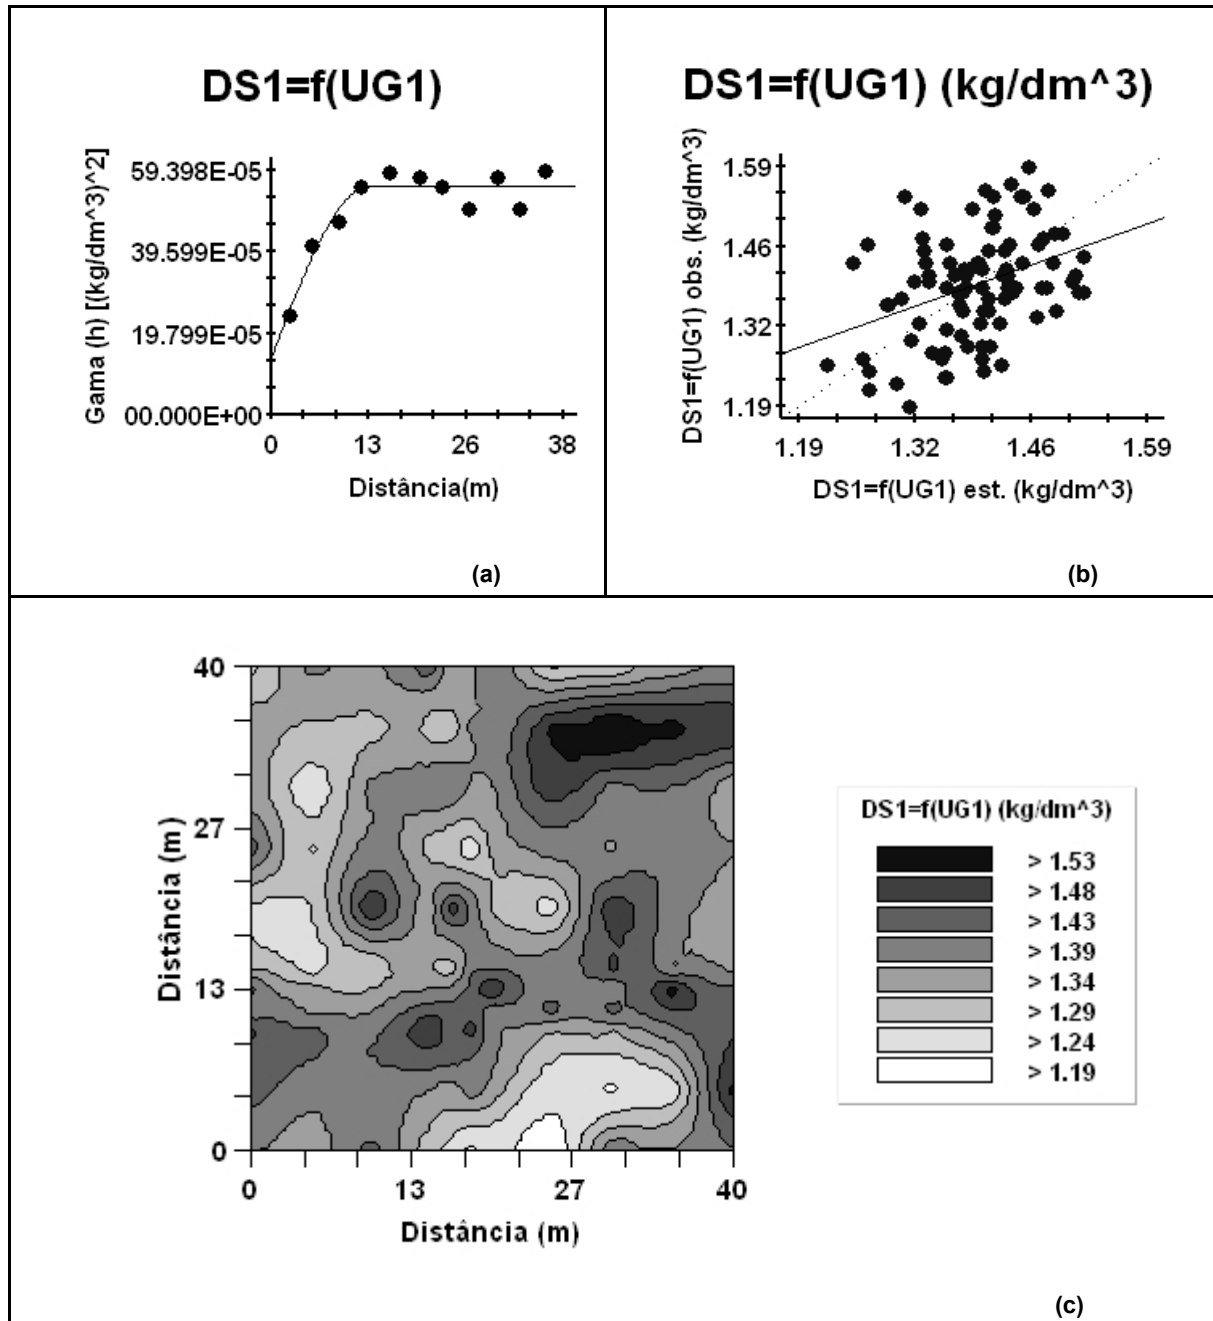 DS1=f(UG1)
Gama (h) [(kg/dm^3)^2]
59.398E-05
39.599E-05
19.799E-05
00.000E+00
0 13 26 38
Distância(m)
(a)
DS1=f(UG1) (kg/dm^3)
DS1=f(UG1) obs. (kg/dm^3)
1.59
1.46
1.32
1.19
1.19 1.32 1.46 1.59
DS1=f(UG1) est. (kg/dm^3)
(b)
Distância (m)
40
27
13
0
0 13 27 40
Distância (m)
DS1=f(UG1) (kg/dm^3)
> 1.53
> 1.48
> 1.43
> 1.39
> 1.34
> 1.29
> 1.24
> 1.19
(c)